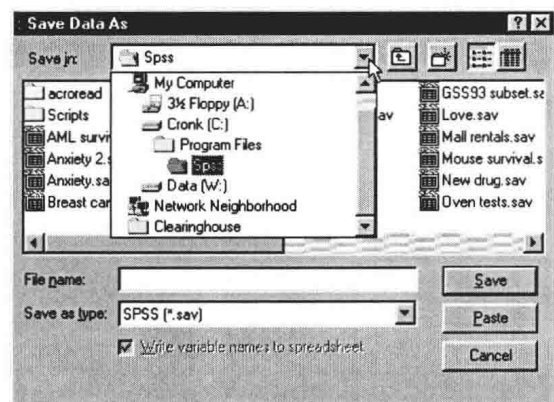 Save Data As
Save in: Spss
acroread
Scripts
AML surviv
Anxiety 2.s
Anxiety.sa
Breast can
My Computer
3½ Floppy (A:)
Cronk (C:)
Program Files
Spss
Data (W:)
Network Neighborhood
Clearinghouse
av
GSS93 subset.sa
Love.sav
Mall rentals.sav
Mouse survival.s
New drug.sav
Oven tests.sav
File name:
Save
Save as type: SPSS (*.sav)
Paste
Write variable names to spreadsheet
Cancel